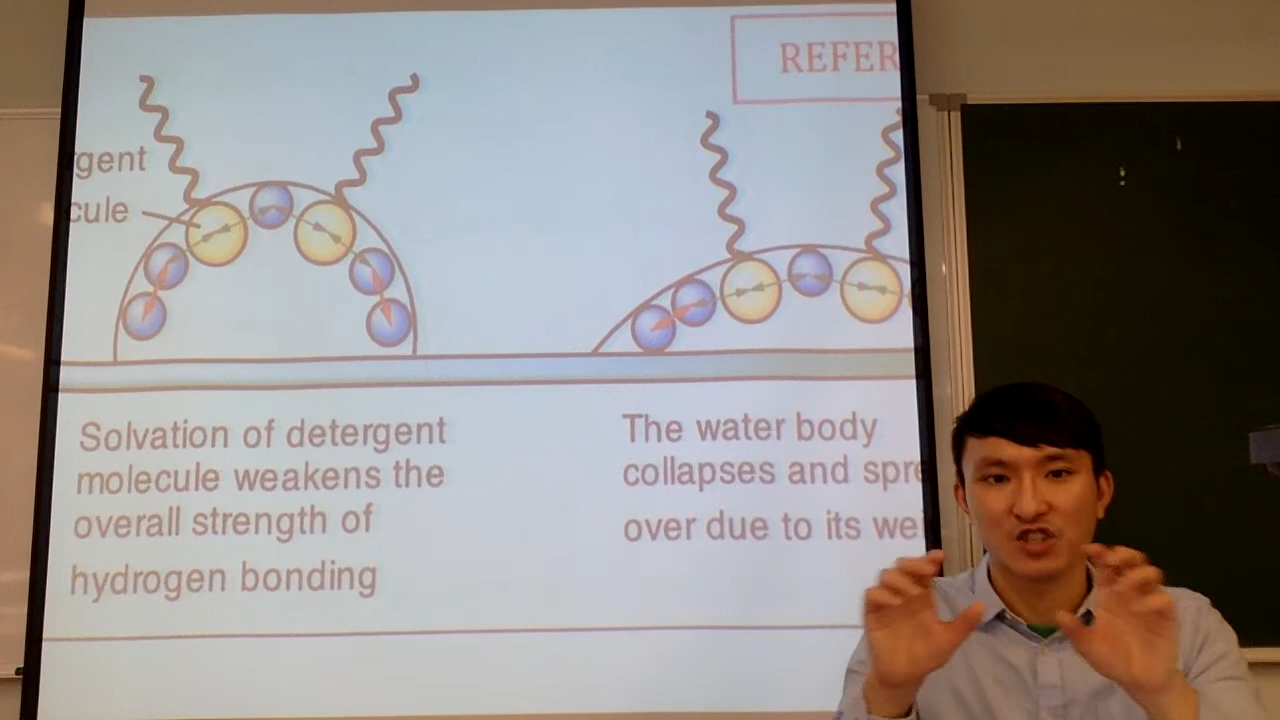 REFER
gent
cule
Solvation of detergent
molecule weakens the
overall strength of
hydrogen bonding
The water body
collapses and spre
over due to its we